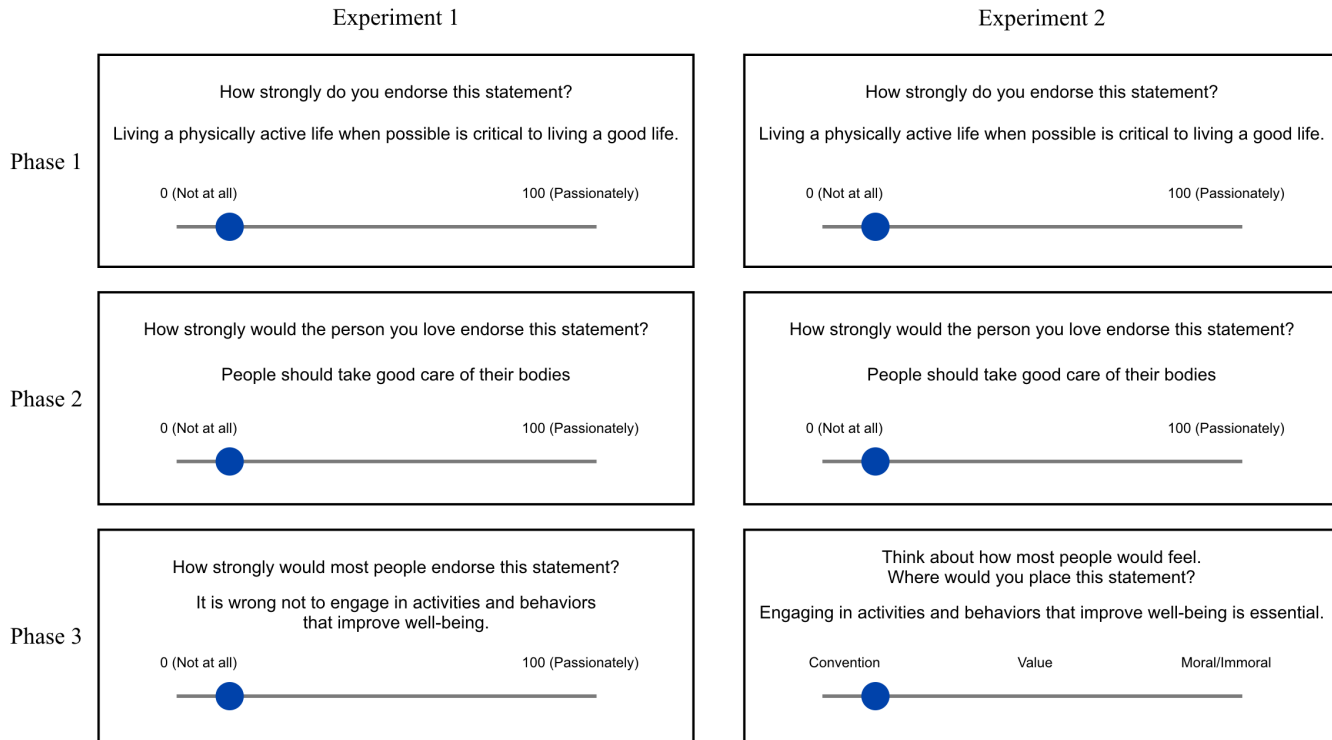 Experiment 1
Experiment 2
Phase 1
How strongly do you endorse this statement?
Living a physically active life when possible is critical to living a good life.
0 (Not at all)
100 (Passionately)
How strongly do you endorse this statement?
Living a physically active life when possible is critical to living a good life.
0 (Not at all)
100 (Passionately)
Phase 2
How strongly would the person you love endorse this statement?
People should take good care of their bodies
0 (Not at all)
100 (Passionately)
How strongly would the person you love endorse this statement?
People should take good care of their bodies
0 (Not at all)
100 (Passionately)
Phase 3
How strongly would most people endorse this statement?
It is wrong not to engage in activities and behaviors
that improve well-being.
0 (Not at all)
100 (Passionately)
Think about how most people would feel.
Where would you place this statement?
Engaging in activities and behaviors that improve well-being is essential.
Convention
Value
Moral/Immoral